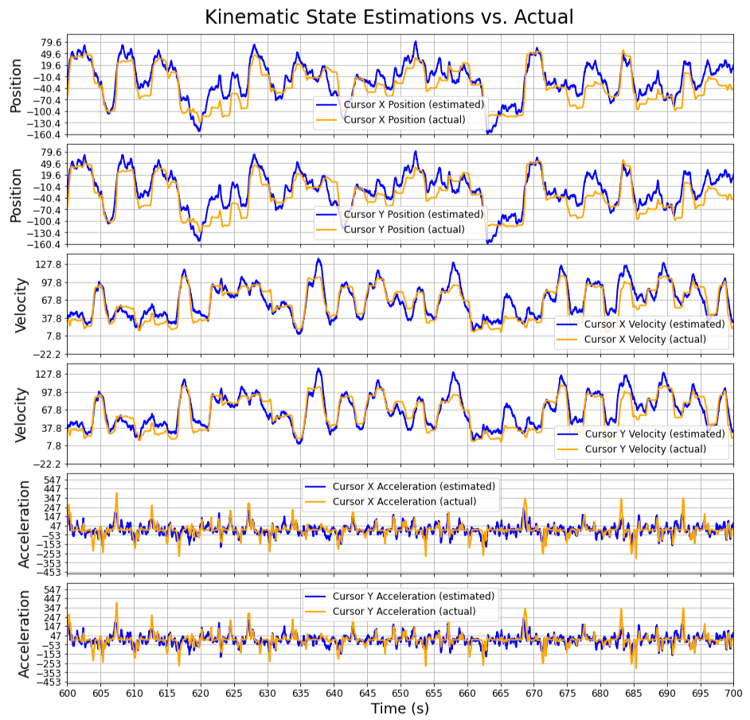 Kinematic State Estimations vs. Actual
Position
79.6
49.6
19.6
−10.4
−40.4
−70.4
−100.4
−130.4
−160.4
Cursor X Position (estimated)
Cursor X Position (actual)
Position
79.6
49.6
19.6
−10.4
−40.4
−70.4
−100.4
−130.4
−160.4
Cursor Y Position (estimated)
Cursor Y Position (actual)
Velocity
127.8
97.8
67.8
37.8
7.8
−22.2
Cursor X Velocity (estimated)
Cursor X Velocity (actual)
Velocity
127.8
97.8
67.8
37.8
7.8
−22.2
Cursor Y Velocity (estimated)
Cursor Y Velocity (actual)
Acceleration
547
447
347
247
147
47
−53
−153
−253
−353
−453
Cursor X Acceleration (estimated)
Cursor X Acceleration (actual)
Acceleration
547
447
347
247
147
47
−53
−153
−253
−353
−453
Cursor Y Acceleration (estimated)
Cursor Y Acceleration (actual)
600 605 610 615 620 625 630 635 640 645 650 655 660 665 670 675 680 685 690 695 700
Time (s)